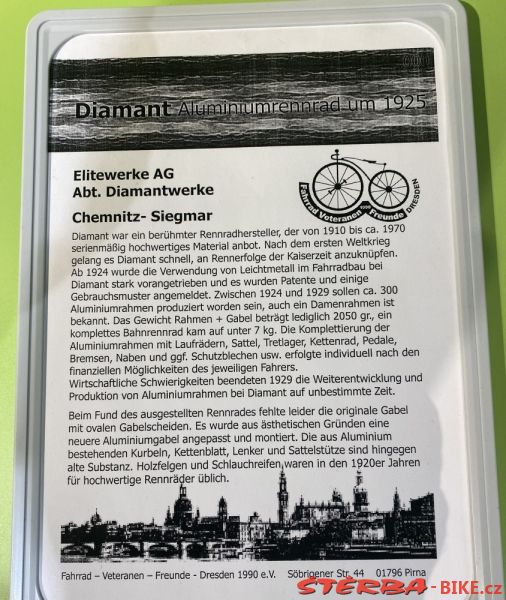 Diamant Aluminiumrennrad um 1925
Elitewerke AG
Abt. Diamantwerke
Chemnitz- Siegmar
Fahrrad Veteranen 1990 Freunde DRESDEN
Diamant war ein berühmter Rennradhersteller, der von 1910 bis ca. 1970
serienmäßig hochwertiges Material anbot. Nach dem ersten Weltkrieg
gelang es Diamant schnell, an Rennerfolge der Kaiserzeit anzuknüpfen.
Ab 1924 wurde die Verwendung von Leichtmetall im Fahrradbau bei
Diamant stark vorangetrieben und es wurden Patente und einige
Gebrauchsmuster angemeldet. Zwischen 1924 und 1929 sollen ca. 300
Aluminiumrahmen produziert worden sein, auch ein Damenrahmen ist
bekannt. Das Gewicht Rahmen + Gabel beträgt lediglich 2050 gr., ein
komplettes Bahnrennrad kam auf unter 7 kg. Die Komplettierung der
Aluminiumrahmen mit Laufrädern, Sattel, Tretlager, Kettenrad, Pedale,
Bremsen, Naben und ggf. Schutzblechen usw. erfolgte individuell nach den
finanziellen Möglichkeiten des jeweiligen Fahrers.
Wirtschaftliche Schwierigkeiten beendeten 1929 die Weiterentwicklung und
Produktion von Aluminiumrahmen bei Diamant auf unbestimmte Zeit.
Beim Fund des ausgestellten Rennrades fehlte leider die originale Gabel
mit ovalen Gabelscheiden. Es wurde aus ästhetischen Gründen eine
neuere Aluminiumgabel angepasst und montiert. Die aus Aluminium
bestehenden Kurbeln, Kettenblatt, Lenker und Sattelstütze sind hingegen
alte Substanz. Holzfelgen und Schlauchreifen waren in den 1920er Jahren
für hochwertige Rennräder üblich.
Fahrrad – Veteranen – Freunde - Dresden 1990 e.V. Söbrigener Str. 44 01796 Pirna
STERBA-BIKE.cz